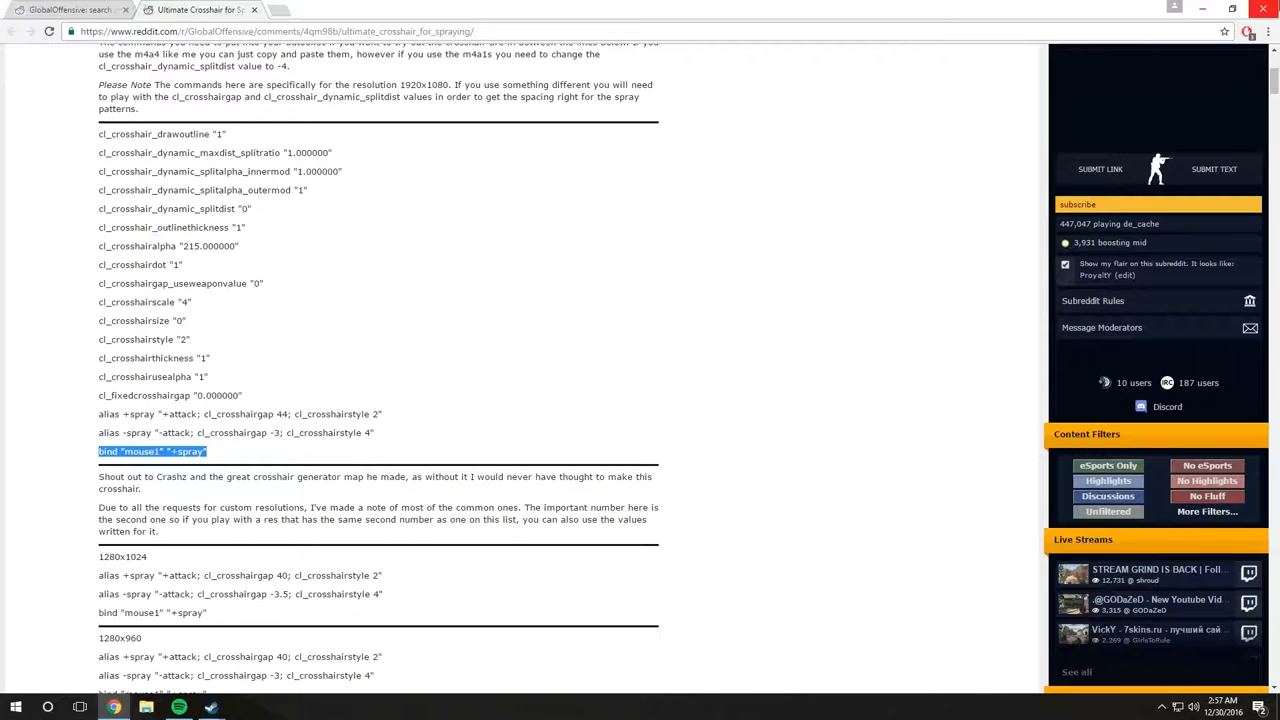 GlobalOffensive: search
Ultimate Crosshair for Sp
https://www.reddit.com/r/GlobalOffensive/comments/4qm98b/ultimate_crosshair_for_spraying/
use the m4a4 like me you can just copy and paste them, however if you use the m4a1s you need to change the
cl_crosshair_dynamic_splitdist value to -4.
Please Note The commands here are specifically for the resolution 1920x1080. If you use something different you will need
to play with the cl_crosshairgap and cl_crosshair_dynamic_splitdist values in order to get the spacing right for the spray
patterns.
cl_crosshair_drawoutline "1"
cl_crosshair_dynamic_maxdist_splitratio "1.000000"
cl_crosshair_dynamic_splitalpha_innermod "1.000000"
cl_crosshair_dynamic_splitalpha_outermod "1"
cl_crosshair_dynamic_splitdist "0"
cl_crosshair_outlinethickness "1"
cl_crosshairalpha "215.000000"
cl_crosshairdot "1"
cl_crosshairgap_useweaponvalue "0"
cl_crosshairscale "4"
cl_crosshairsize "0"
cl_crosshairstyle "2"
cl_crosshairthickness "1"
cl_crosshairusealpha "1"
cl_fixedcrosshairgap "0.000000"
alias +spray "+attack; cl_crosshairgap 44; cl_crosshairstyle 2"
alias -spray "-attack; cl_crosshairgap -3; cl_crosshairstyle 4"
bind "mouse1" "+spray"
Shout out to Crashz and the great crosshair generator map he made, as without it I would never have thought to make this
crosshair.
Due to all the requests for custom resolutions, I've made a note of most of the common ones. The important number here is
the second one so if you play with a res that has the same second number as one on this list, you can also use the values
written for it.
1280x1024
alias +spray "+attack; cl_crosshairgap 40; cl_crosshairstyle 2"
alias -spray "-attack; cl_crosshairgap -3.5; cl_crosshairstyle 4"
bind "mouse1" "+spray"
1280x960
alias +spray "+attack; cl_crosshairgap 40; cl_crosshairstyle 2"
alias -spray "-attack; cl_crosshairgap -3; cl_crosshairstyle 4"
SUBMIT LINK
SUBMIT TEXT
subscribe
447,047 playing de_cache
3,931 boosting mid
Show my flair on this subreddit. It looks like:
ProyaltY (edit)
Subreddit Rules
Message Moderators
10 users
IRC 187 users
Discord
Content Filters
eSports Only
No eSports
Highlights
No Highlights
Discussions
No Fluff
Unfiltered
More Filters...
Live Streams
STREAM GRIND IS BACK | Foll...
12,731 @ shroud
.@GODaZeD - New Youtube Vid...
3,315 @ GODaZeD
VickY - 7skins.ru - лучший сай...
2,269 @ GirlsToRule
See all
2:57 AM
12/30/2016
2